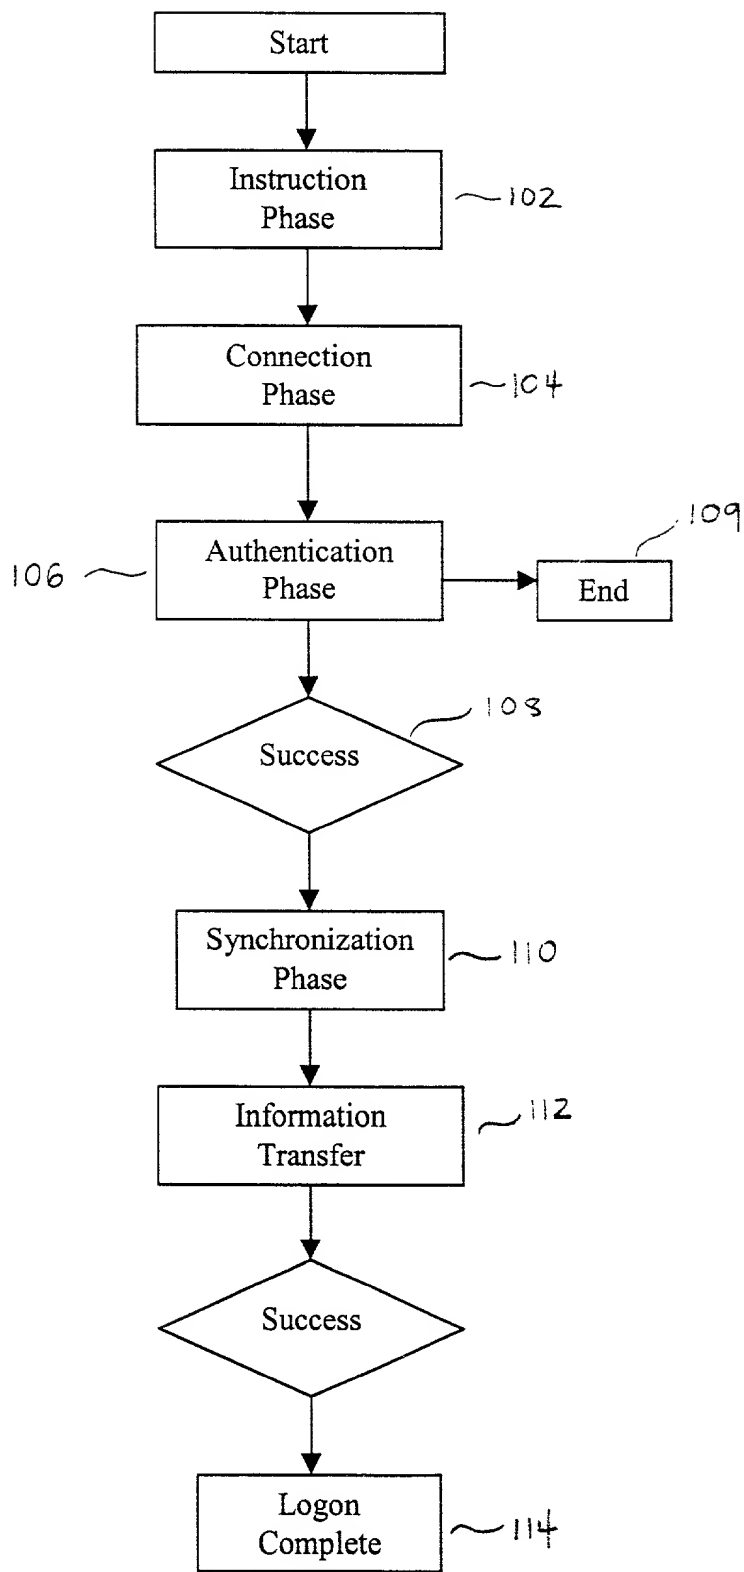 Start
Instruction
Phase
102
Connection
Phase
104
Authentication
Phase
106
109
End
108
Success
Synchronization
Phase
110
Information
Transfer
112
Success
Logon
Complete
114